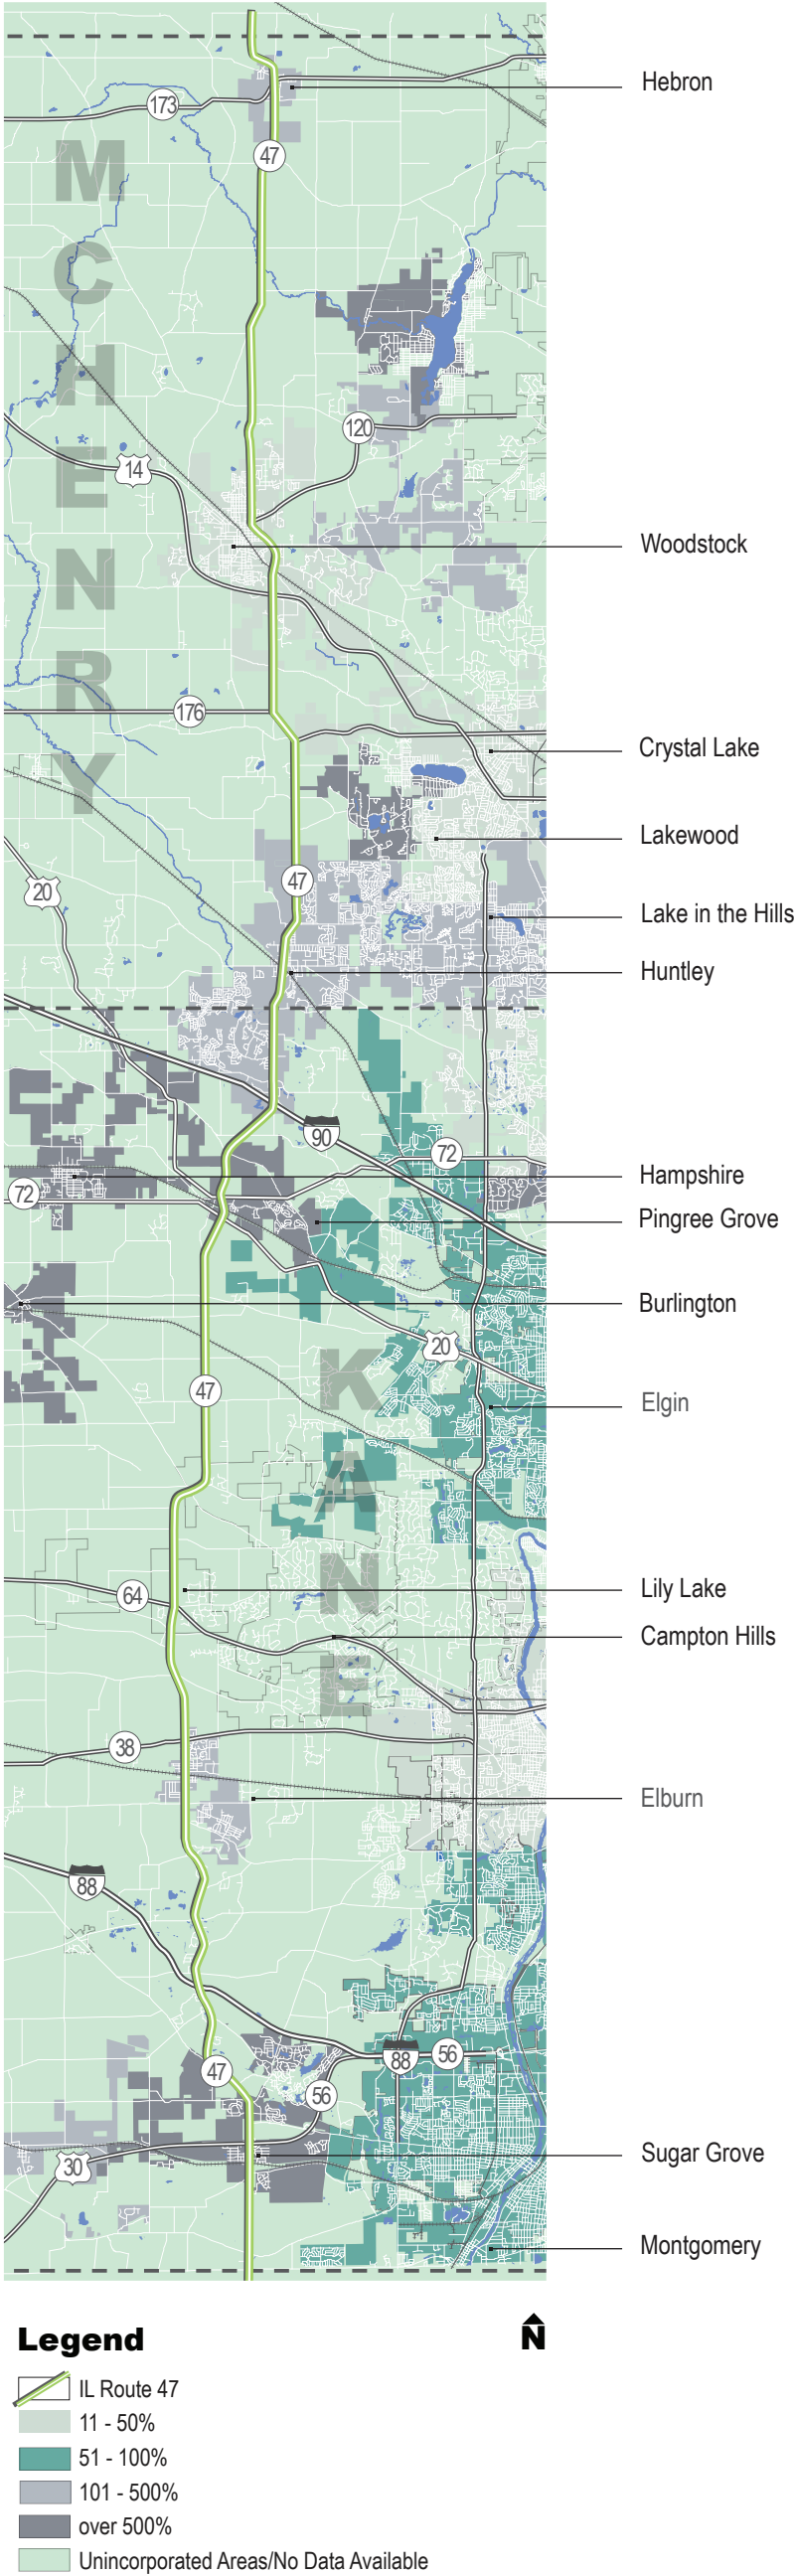 Hebron
173
47
MCHENRY
120
14
Woodstock
176
Crystal Lake
Lakewood
47
20
Lake in the Hills
Huntley
90
72
Hampshire
72
Pingree Grove
Burlington
20
KANE
47
Elgin
Lily Lake
64
Campton Hills
38
Elburn
88
88
56
47
56
Sugar Grove
30
Montgomery
Legend
N
IL Route 47
11 - 50%
51 - 100%
101 - 500%
over 500%
Unincorporated Areas/No Data Available